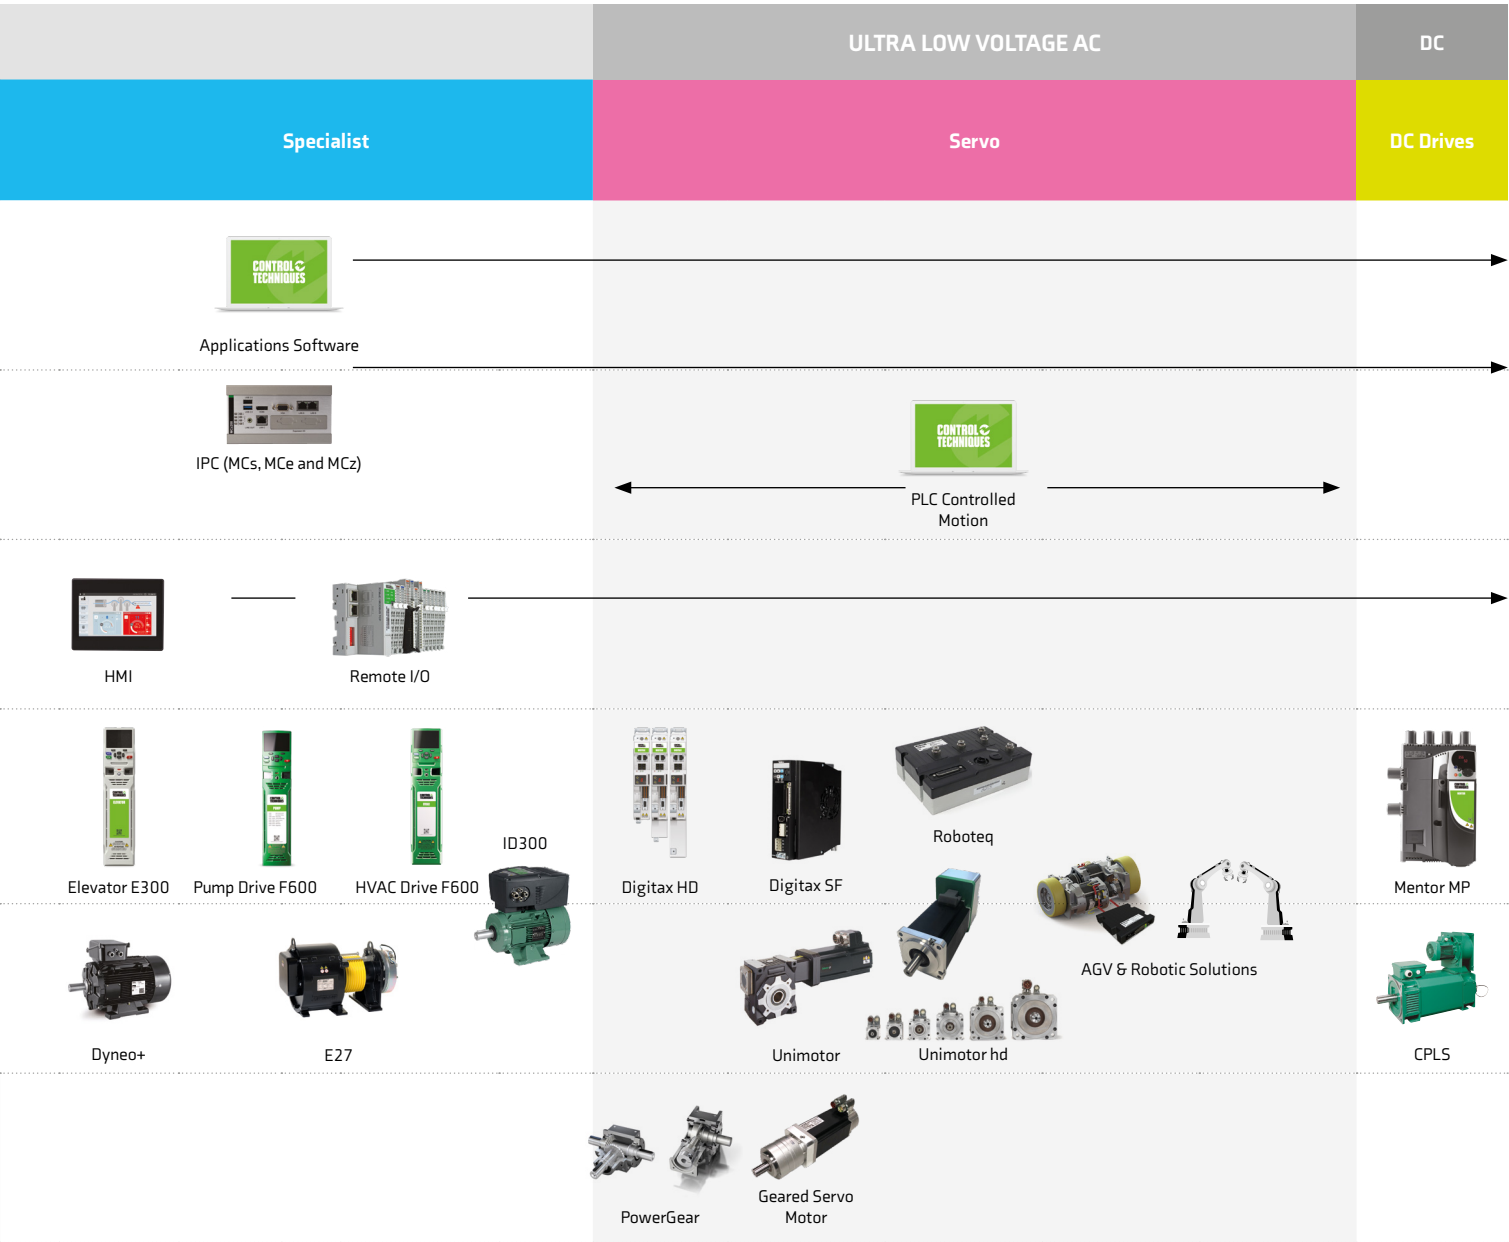 ULTRA LOW VOLTAGE AC
DC
Specialist
Servo
DC Drives
CONTROL
TECHNIQUES
Applications Software
IPC (MCs, MCe and MCz)
CONTROL
TECHNIQUES
PLC Controlled
Motion
HMI
Remote I/O
ID300
Roboteq
Elevator E300
Pump Drive F600
HVAC Drive F600
Digitax HD
Digitax SF
Mentor MP
AGV & Robotic Solutions
Dyneo+
E27
Unimotor
Unimotor hd
CPLS
PowerGear
Geared Servo
Motor